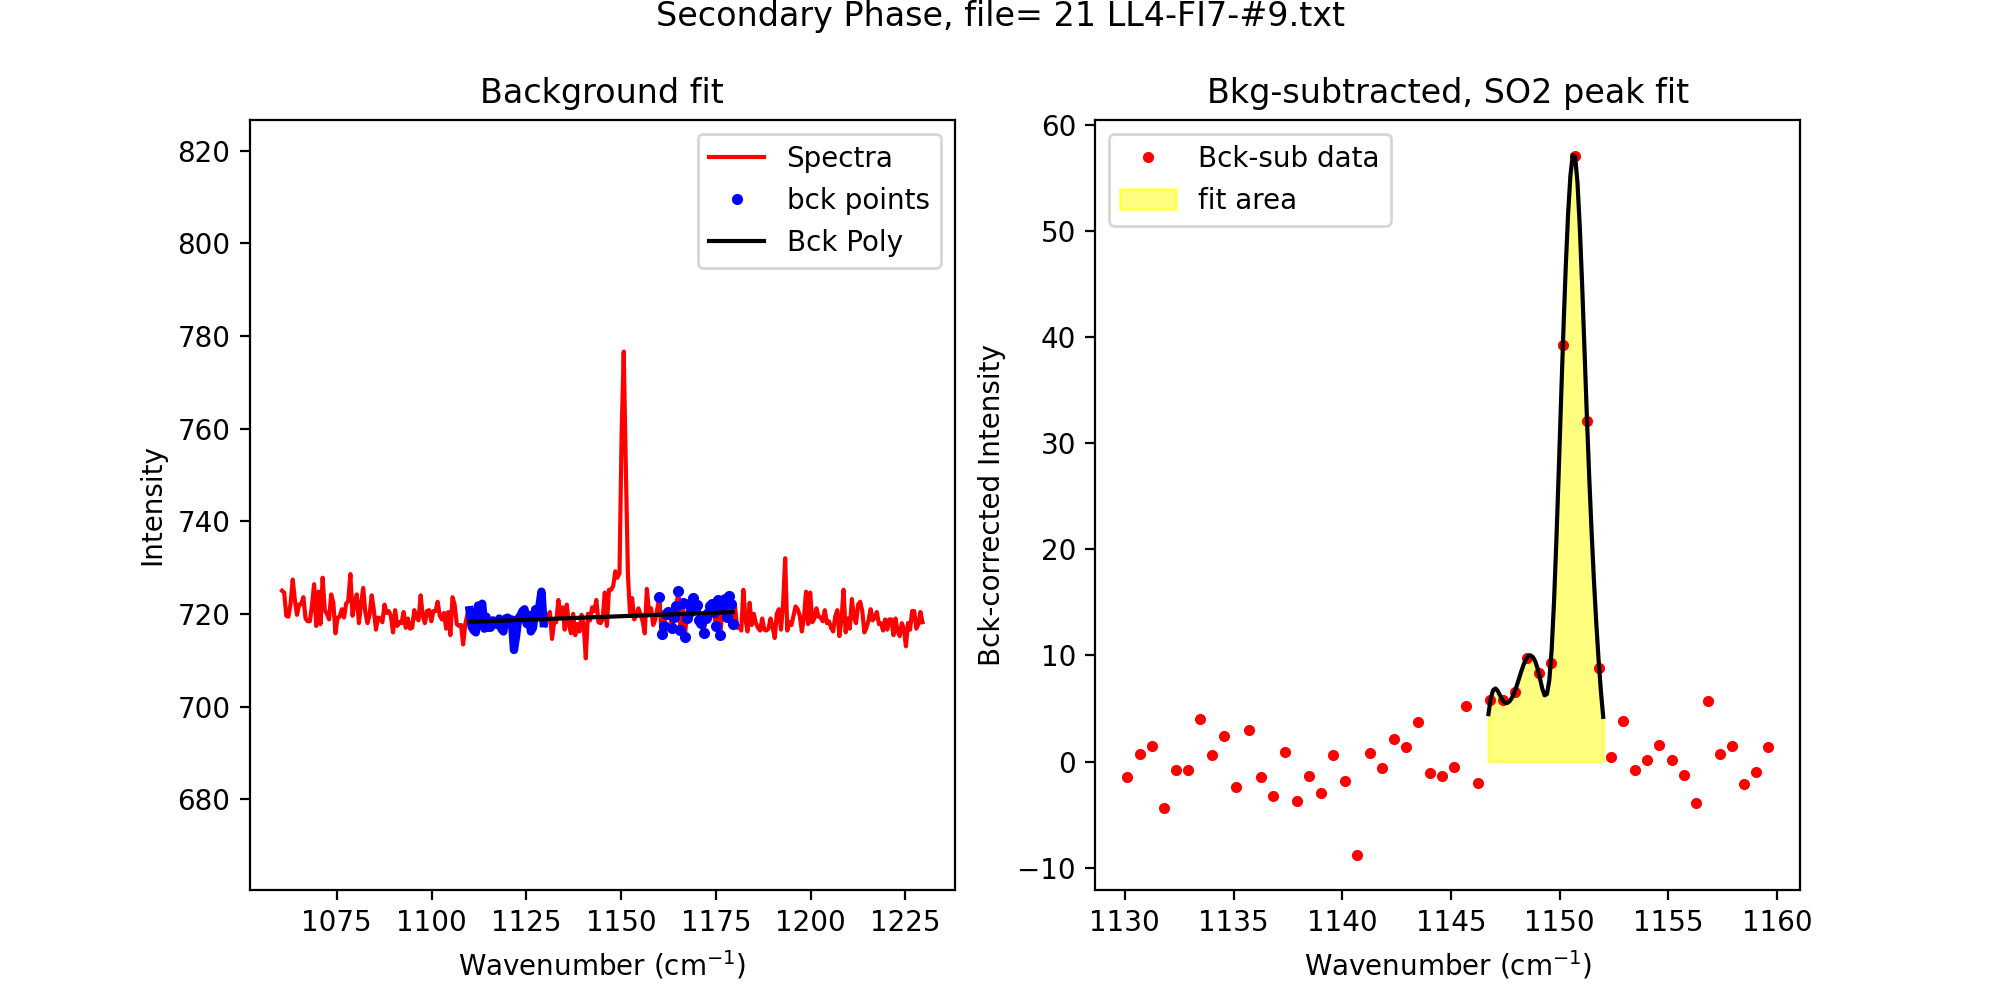 Secondary Phase, file= 21 LL4-FI7-#9.txt
Background fit
Spectra
bck points
Bck Poly
820
800
780
760
740
720
700
680
Intensity
1075 1100 1125 1150 1175 1200 1225
Wavenumber (cm⁻¹)
Bkg-subtracted, SO2 peak fit
Bck-sub data
fit area
60
50
40
30
20
10
0
−10
Bck-corrected Intensity
1130 1135 1140 1145 1150 1155 1160
Wavenumber (cm⁻¹)